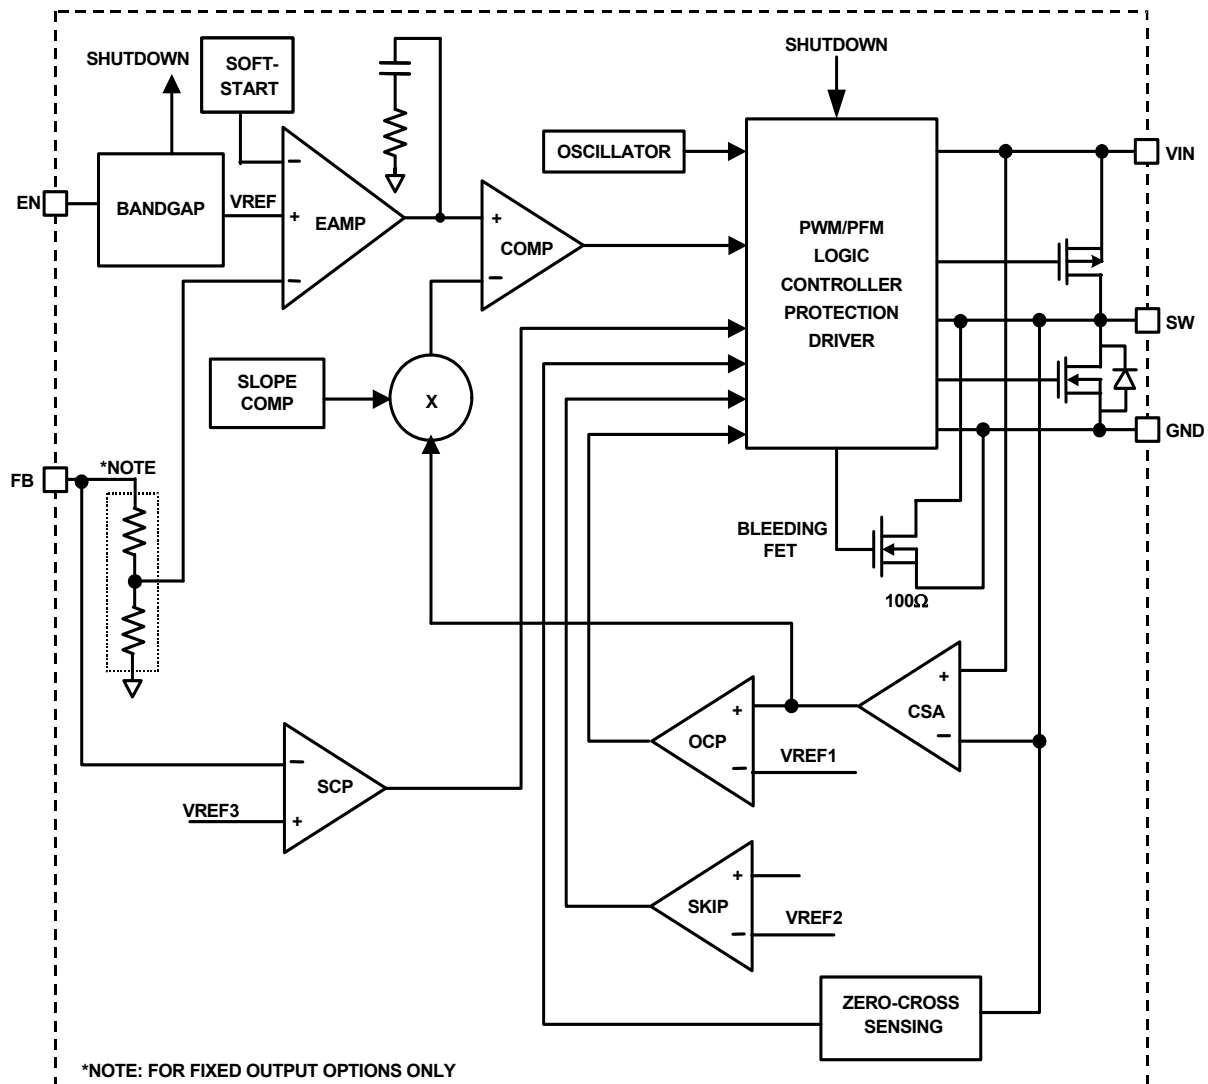 SHUTDOWN
SOFT-
START
SHUTDOWN
OSCILLATOR
VIN
EN
BANDGAP
VREF
−
+
−
EAMP
+
−
COMP
PWM/PFM
LOGIC
CONTROLLER
PROTECTION
DRIVER
SW
SLOPE
COMP
X
GND
FB
*NOTE
BLEEDING
FET
100Ω
+
−
CSA
+
−
OCP
VREF1
−
+
SCP
VREF3
+
−
SKIP
VREF2
ZERO-CROSS
SENSING
*NOTE: FOR FIXED OUTPUT OPTIONS ONLY